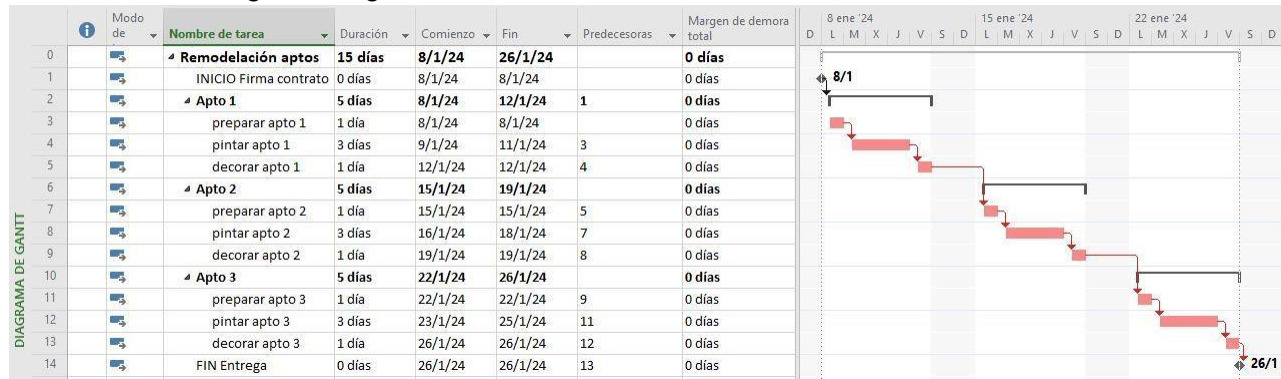 Modo de Nombre de tarea Duración Comienzo Fin Predecesoras Margen de demora total
8 ene '24 15 ene '24 22 ene '24
D L M X J V S D L M X J V S D L M X J V S D
0 Remodelación aptos 15 días 8/1/24 26/1/24 0 días
1 INICIO Firma contrato 0 días 8/1/24 8/1/24 0 días 8/1
2 Apto 1 5 días 8/1/24 12/1/24 1 0 días
3 preparar apto 1 1 día 8/1/24 8/1/24 0 días
4 pintar apto 1 3 días 9/1/24 11/1/24 3 0 días
5 decorar apto 1 1 día 12/1/24 12/1/24 4 0 días
6 Apto 2 5 días 15/1/24 19/1/24 0 días
7 preparar apto 2 1 día 15/1/24 15/1/24 5 0 días
8 pintar apto 2 3 días 16/1/24 18/1/24 7 0 días
9 decorar apto 2 1 día 19/1/24 19/1/24 8 0 días
10 Apto 3 5 días 22/1/24 26/1/24 0 días
11 preparar apto 3 1 día 22/1/24 22/1/24 9 0 días
12 pintar apto 3 3 días 23/1/24 25/1/24 11 0 días
13 decorar apto 3 1 día 26/1/24 26/1/24 12 0 días
14 FIN Entrega 0 días 26/1/24 26/1/24 13 0 días 26/1
DIAGRAMA DE GANTT